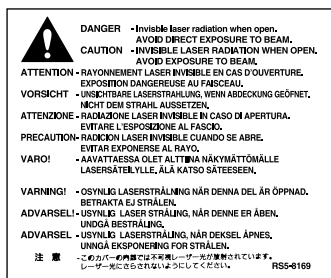 DANGER - Invisible laser radiation when open.
AVOID DIRECT EXPOSURE TO BEAM.
CAUTION - INVISIBLE LASER RADIATION WHEN OPEN.
AVOID EXPOSURE TO BEAM.
ATTENTION - RAYONNEMENT LASER INVISIBLE EN CAS D'OUVERTURE.
EXPOSITION DANGEREUSE AU FAISCEAU.
VORSICHT - UNSICHTBARE LASERSTRAHLUNG, WENN ABDECKUNG GEÖFNET.
NICHT DEM STRAHL AUSSETZEN.
ATTENZIONE - RADIAZIONE LASER INVISIBILE IN CASO DI APERTURA.
EVITARE L'ESPOSIZIONE AL FASCIO.
PRECAUTION - RADICION LASER INVISIBLE CUANDO SE ABRE.
EVITAR EXPONERSE AL RAYO.
VARO! - AAVATTAESSA OLET ALTTIINA NÄKYMÄTTÖMÄLLE
LASERSÄTEILYLLE. ÄLÄ KATSO SÄTEESEEN.
VARNING! - OSYNLIG LASERSTRÅLNING NÄR DENNA DEL ÄR ÖPPNAD.
BETRAKTA EJ STRÅLEN.
ADVARSEL! - USYNLIG LASER STRÅLING, NÅR DENNE ER ÅBEN.
UNDGÅ BESTRÅLING.
ADVARSEL - USYNLIG LASERSTRÅLING, NÅR DEKSEL ÅPNES.
UNNGÅ EKSPONERING FOR STRÅLEN.
注 意 - このカバーの内部では不可視レーザー光が放射されています。
レーザー光にさらされないようにしてください。 RS5-8169